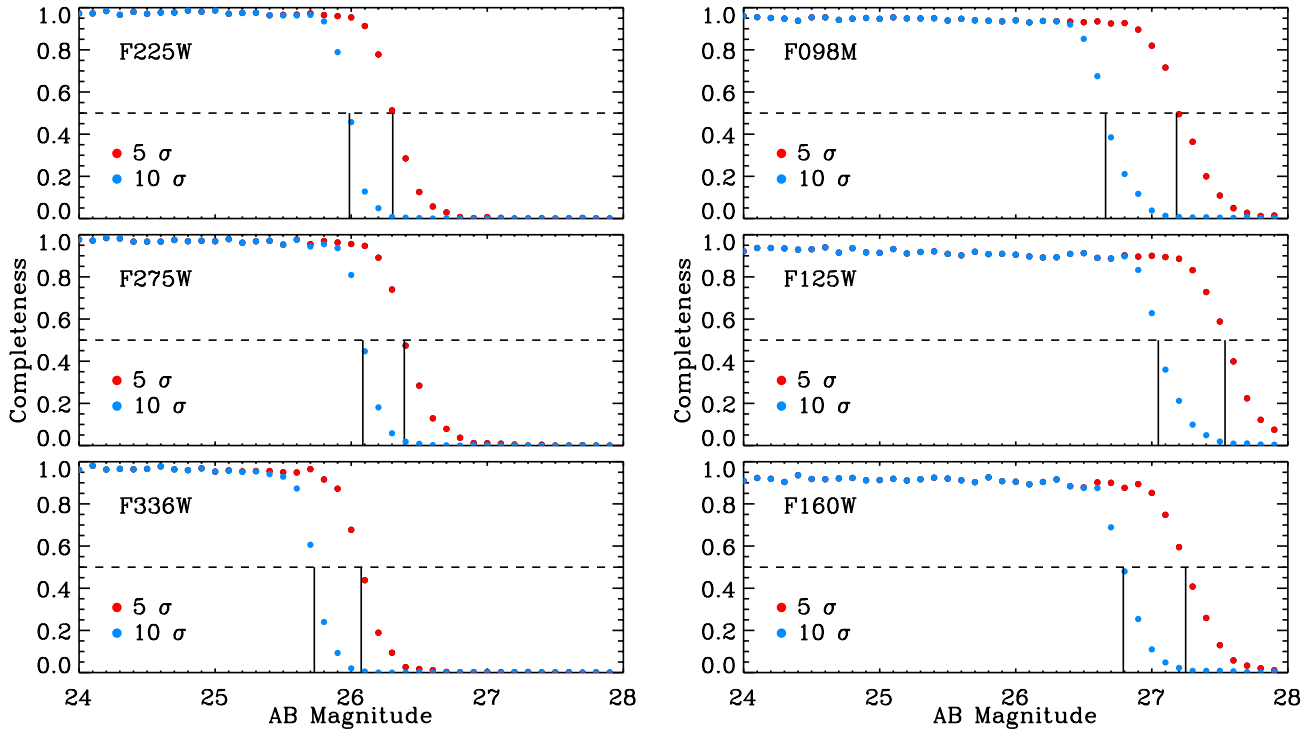 1.0
0.8
0.6
0.4
0.2
0.0
F225W
5 σ
10 σ
1.0
0.8
0.6
0.4
0.2
0.0
F275W
5 σ
10 σ
Completeness
1.0
0.8
0.6
0.4
0.2
0.0
F336W
5 σ
10 σ
24 25 26 27 28
AB Magnitude
1.0
0.8
0.6
0.4
0.2
0.0
F098M
5 σ
10 σ
1.0
0.8
0.6
0.4
0.2
0.0
F125W
5 σ
10 σ
Completeness
1.0
0.8
0.6
0.4
0.2
0.0
F160W
5 σ
10 σ
24 25 26 27 28
AB Magnitude